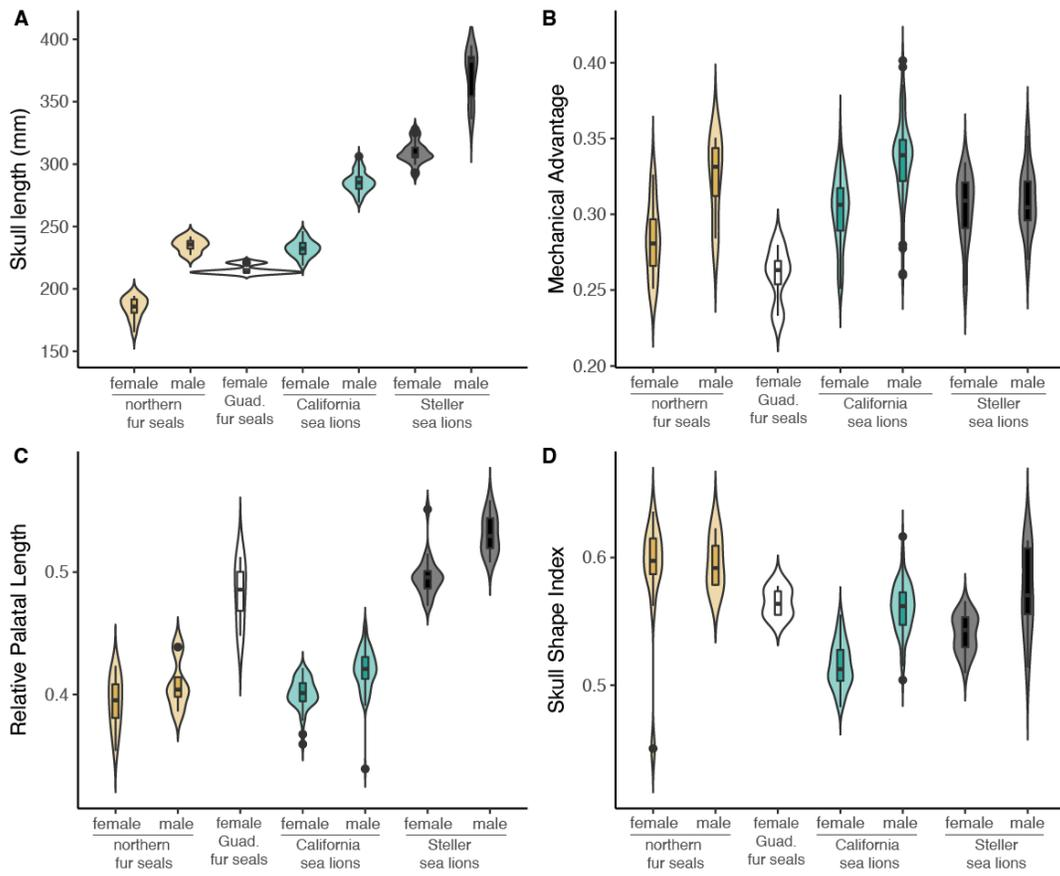 A
Skull length (mm)
400
350
300
250
200
150
female male female female male female male
northern Guad. California Steller
fur seals fur seals sea lions sea lions
B
Mechanical Advantage
0.40
0.35
0.30
0.25
0.20
female male female female male female male
northern Guad. California Steller
fur seals fur seals sea lions sea lions
C
Relative Palatal Length
0.5
0.4
female male female female male female male
northern Guad. California Steller
fur seals fur seals sea lions sea lions
D
Skull Shape Index
0.6
0.5
female male female female male female male
northern Guad. California Steller
fur seals fur seals sea lions sea lions